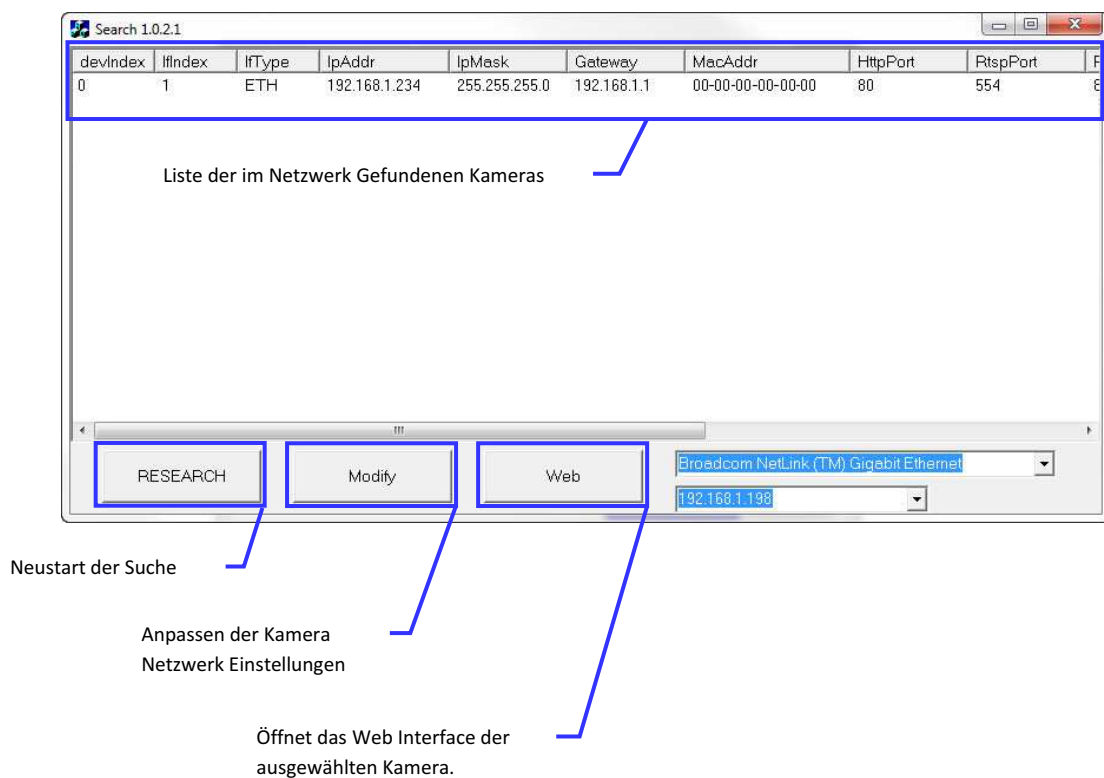 Search 1.0.2.1
devIndex IfIndex IfType IpAddr IpMask Gateway MacAddr HttpPort RtspPort
0 1 ETH 192.168.1.234 255.255.255.0 192.168.1.1 00-00-00-00-00-00 80 554
Liste der im Netzwerk Gefundenen Kameras
RESEARCH Modify Web Broadcom NetLink (TM) Gigabit Ethernet
192.168.1.198
Neustart der Suche
Anpassen der Kamera
Netzwerk Einstellungen
Öffnet das Web Interface der
ausgewählten Kamera.